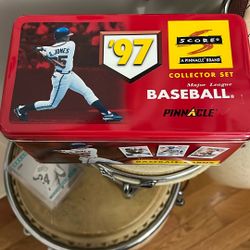 JONES
'97
SCORE
A PINNACLE BRAND
COLLECTOR SET
Major League
BASEBALL
PINNACLE